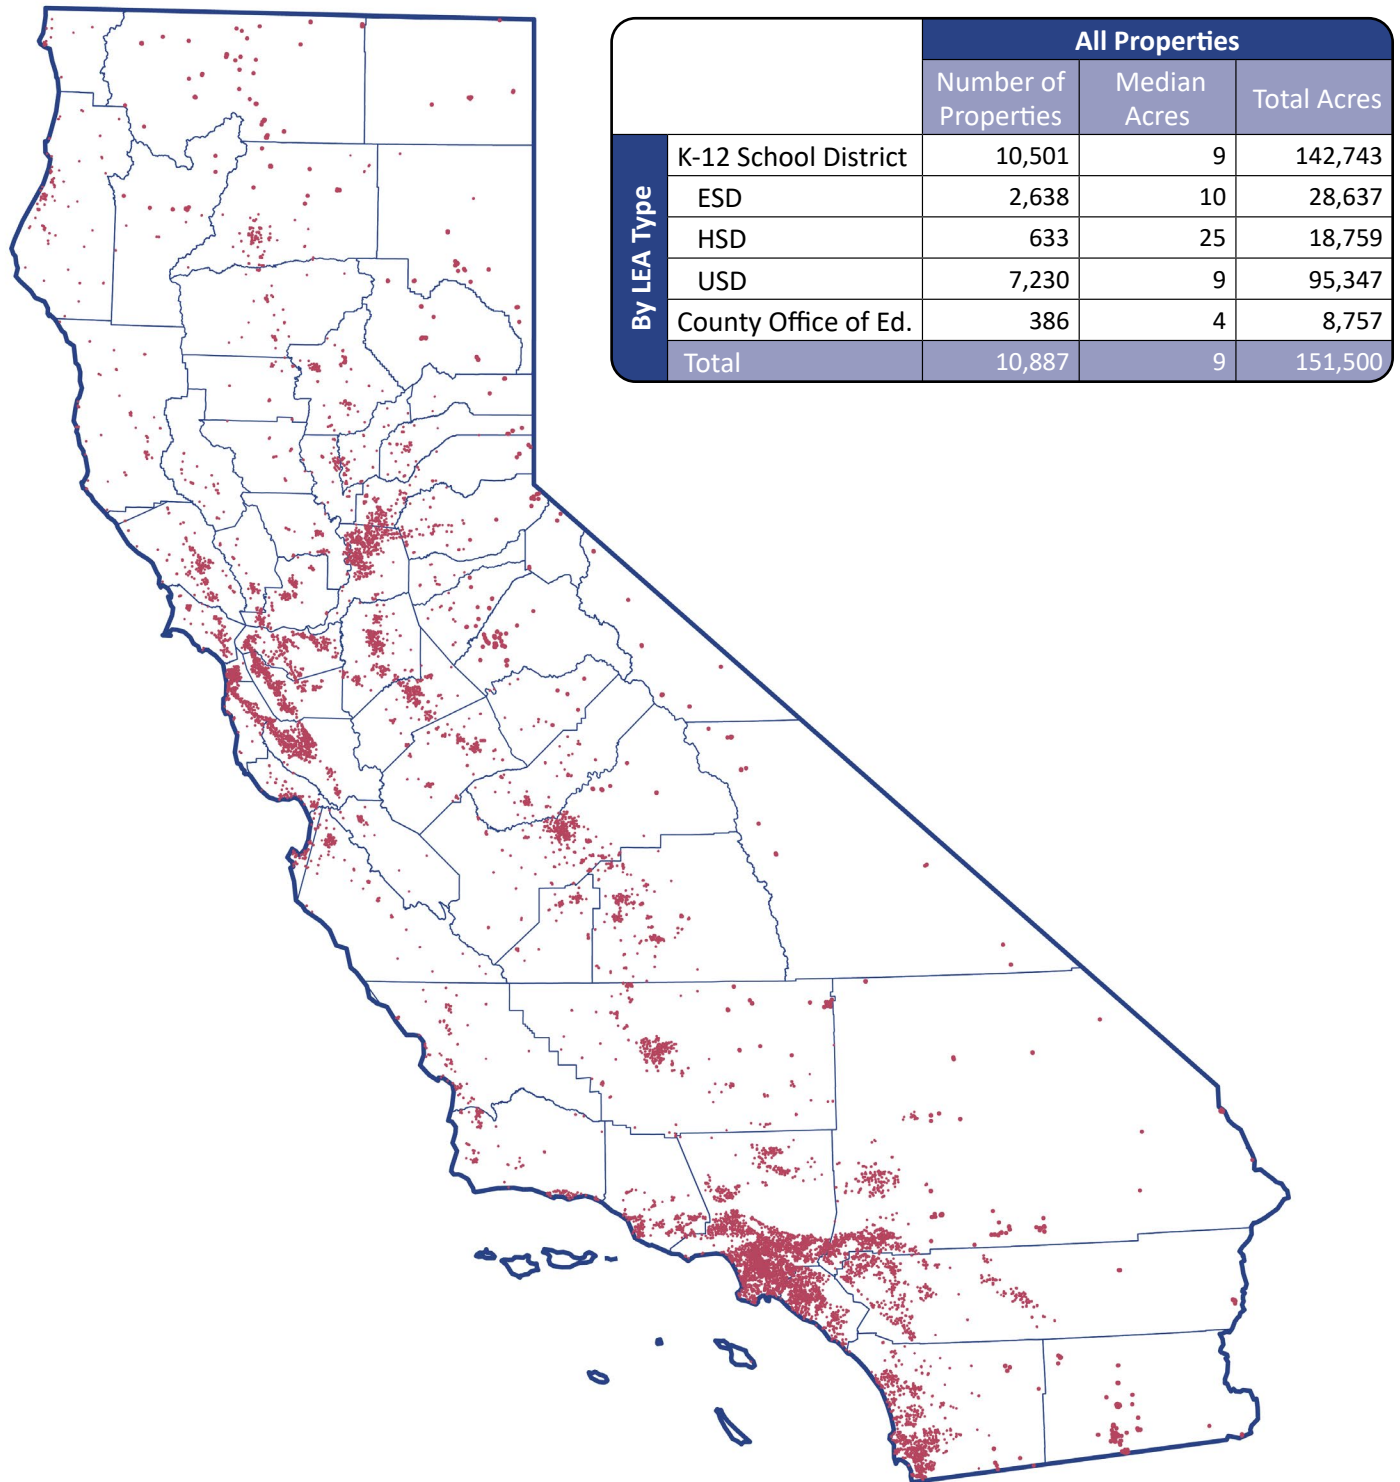 All Properties
Number of Properties Median Acres Total Acres
By LEA Type
K-12 School District 10,501 9 142,743
ESD 2,638 10 28,637
HSD 633 25 18,759
USD 7,230 9 95,347
County Office of Ed. 386 4 8,757
Total 10,887 9 151,500